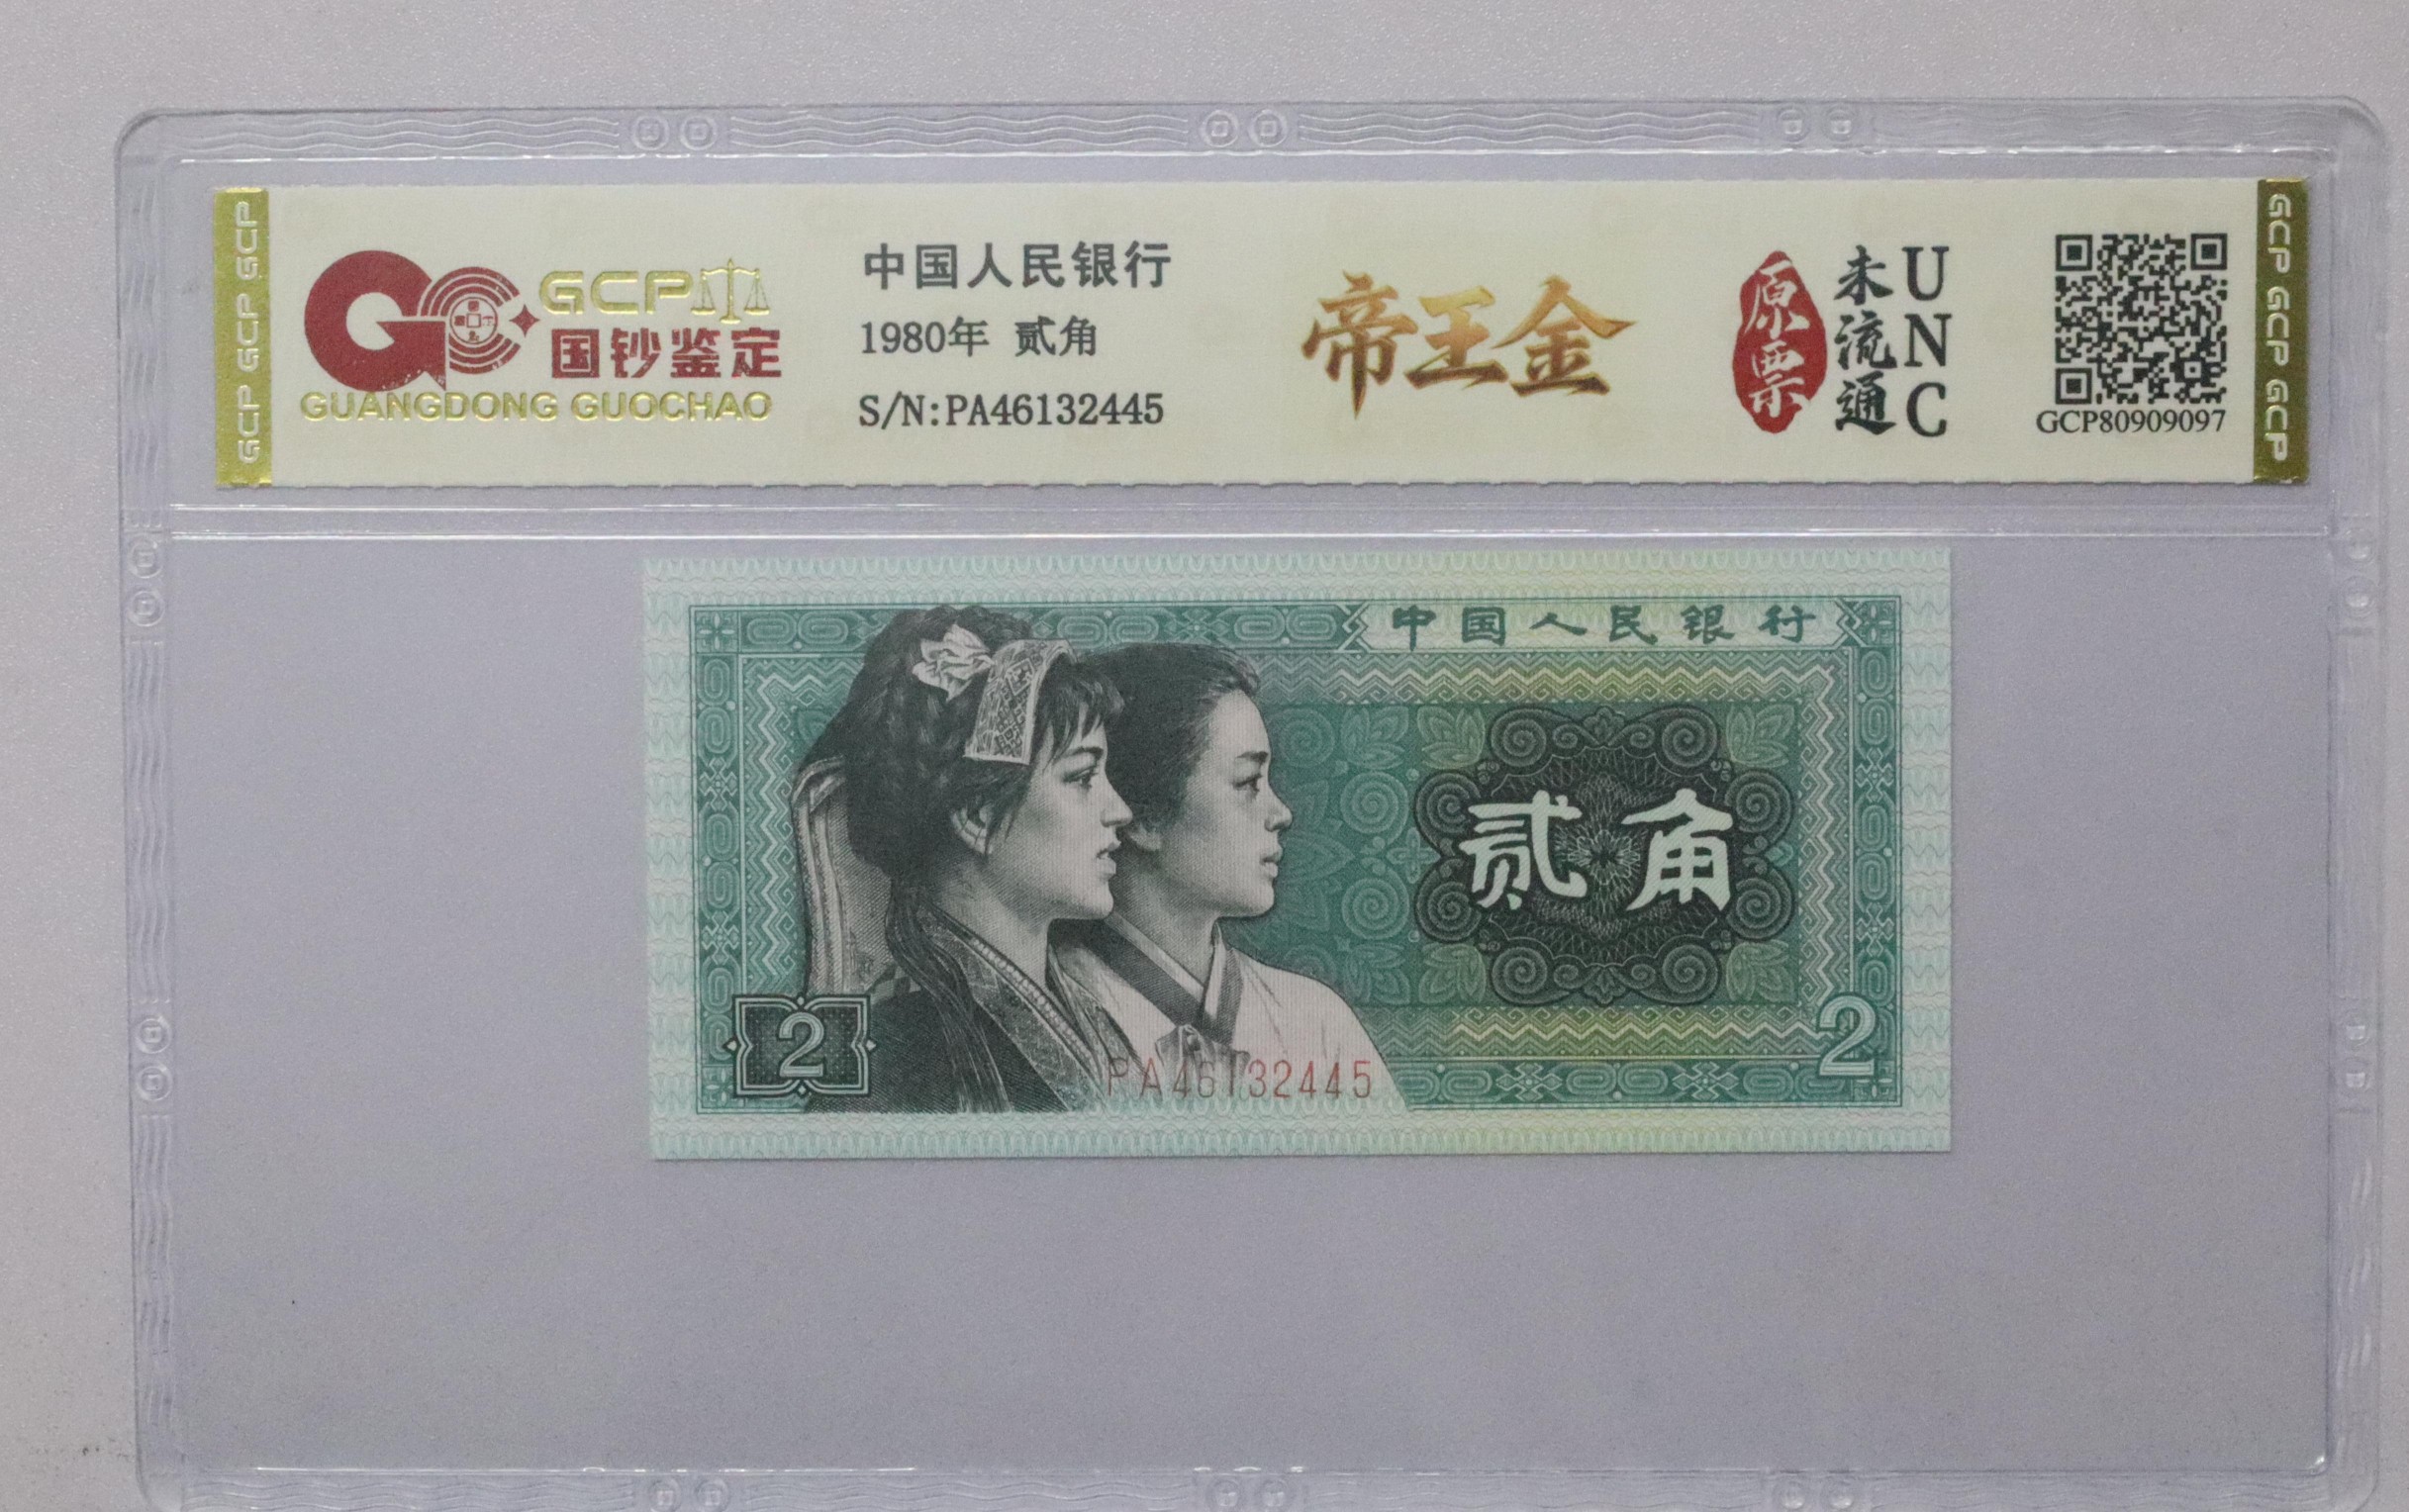 GCP GCP GCP
GCP
国钞鉴定
GUANGDONG GUOCHAO
中国人民银行
1980年 贰角
S/N:PA46132445
帝王金
原票
未流通
UNC
GCP80909097
GCP GCP GCP
中国人民银行
贰角
2
2
PA46132445